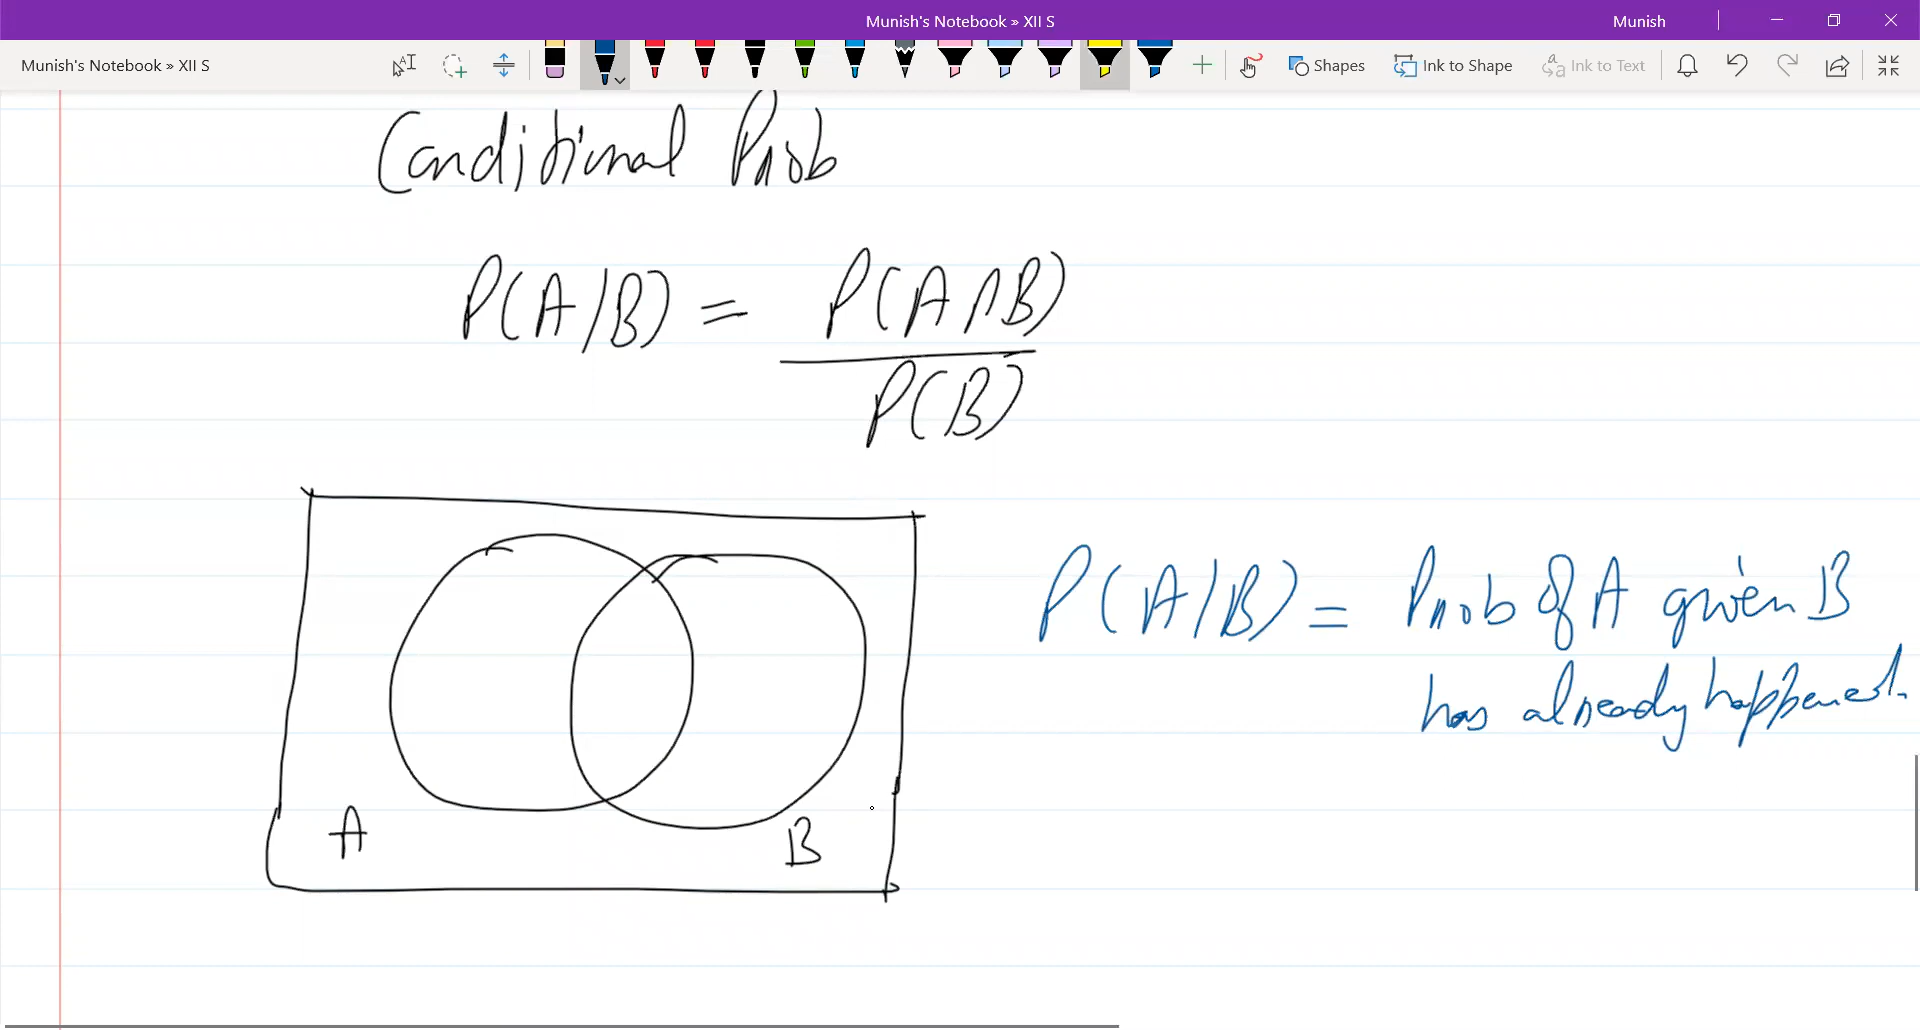 Munish's Notebook » XII S
Munish
Munish's Notebook » XII S
Shapes
Ink to Shape
Ink to Text
Conditional Prob
P(A/B) = P(A∩B)
P(B)
P(A/B) = Prob of A given B
has already happened.
A
B